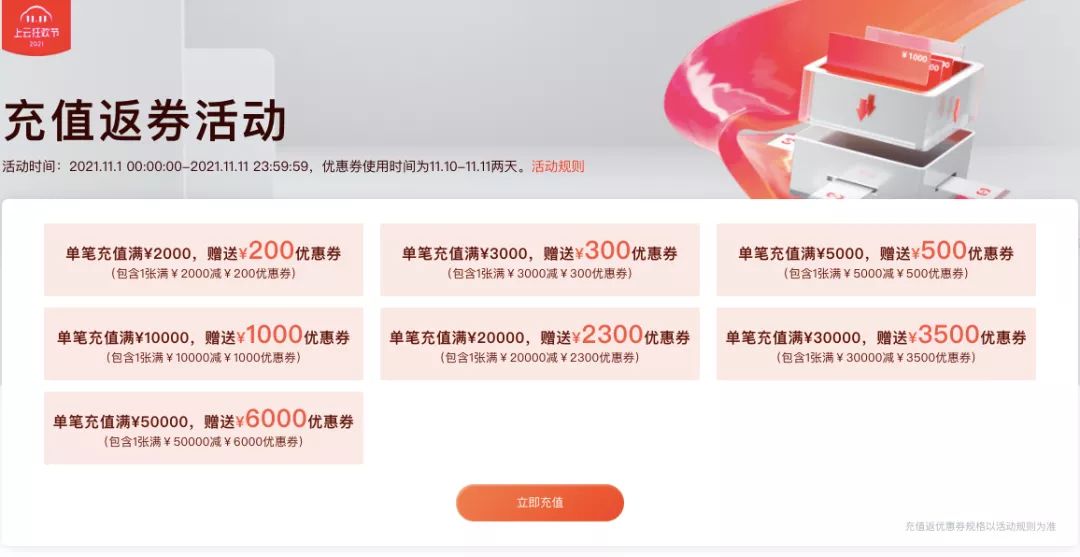 11.11
上云狂欢节
2021
¥1000
00
00
充值返券活动
活动时间：2021.11.1 00:00:00-2021.11.11 23:59:59，优惠券使用时间为11.10-11.11两天。活动规则
单笔充值满¥2000，赠送¥200优惠券
（包含1张满￥2000减￥200优惠券）
单笔充值满¥3000，赠送¥300优惠券
（包含1张满￥3000减￥300优惠券）
单笔充值满¥5000，赠送¥500优惠券
（包含1张满￥5000减￥500优惠券）
单笔充值满¥10000，赠送¥1000优惠券
（包含1张满￥10000减￥1000优惠券）
单笔充值满¥20000，赠送¥2300优惠券
（包含1张满￥20000减￥2300优惠券）
单笔充值满¥30000，赠送¥3500优惠券
（包含1张满￥30000减￥3500优惠券）
单笔充值满¥50000，赠送¥6000优惠券
（包含1张满￥50000减￥6000优惠券）
立即充值
充值返优惠券规格以活动规则为准